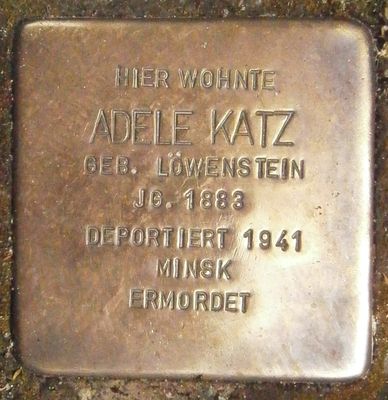 HIER WOHNTE
ADELE KATZ
GEB. LÖWENSTEIN
JG. 1883
DEPORTIERT 1941
MINSK
ERMORDET